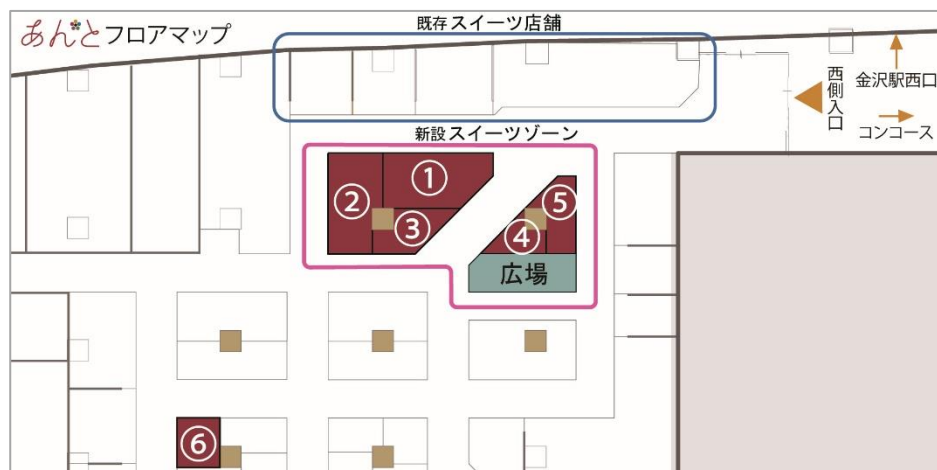 あんとフロアマップ
既存スイーツ店舗
金沢駅西口
西側入口
コンコース
新設スイーツゾーン
①
②
③
④
⑤
広場
⑥